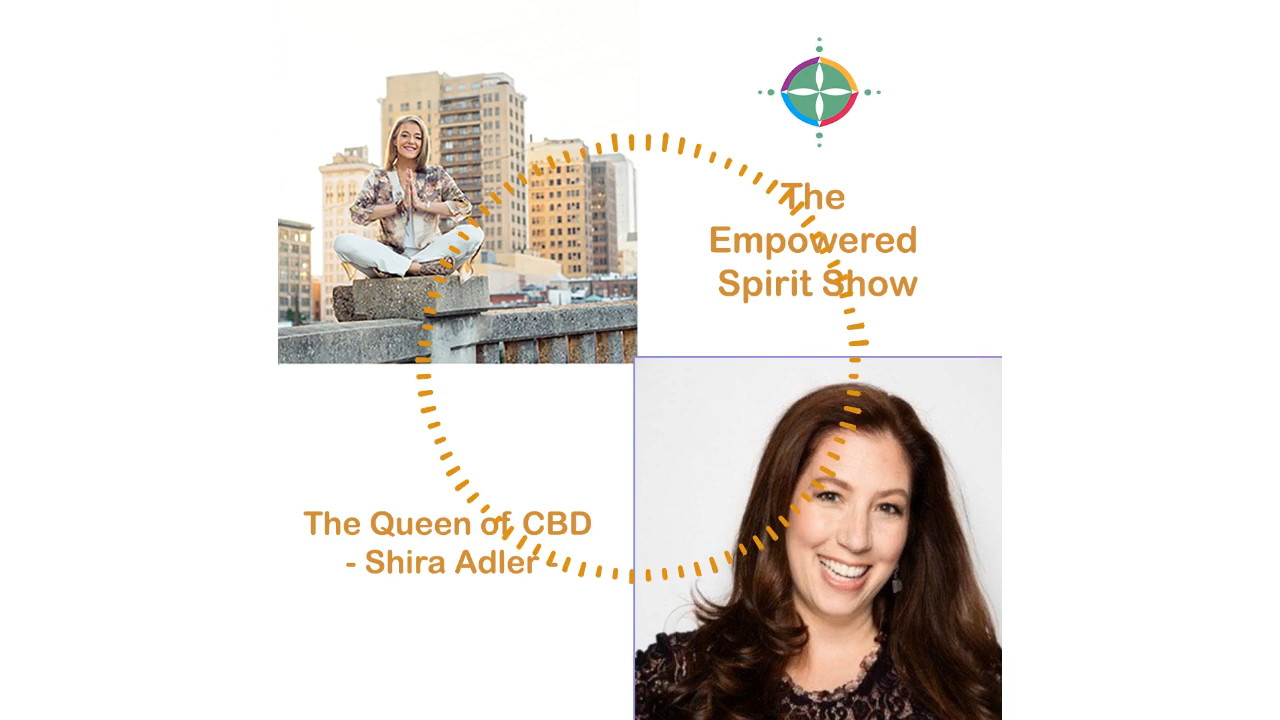 The
Empowered
Spirit Show
The Queen of CBD
- Shira Adler -